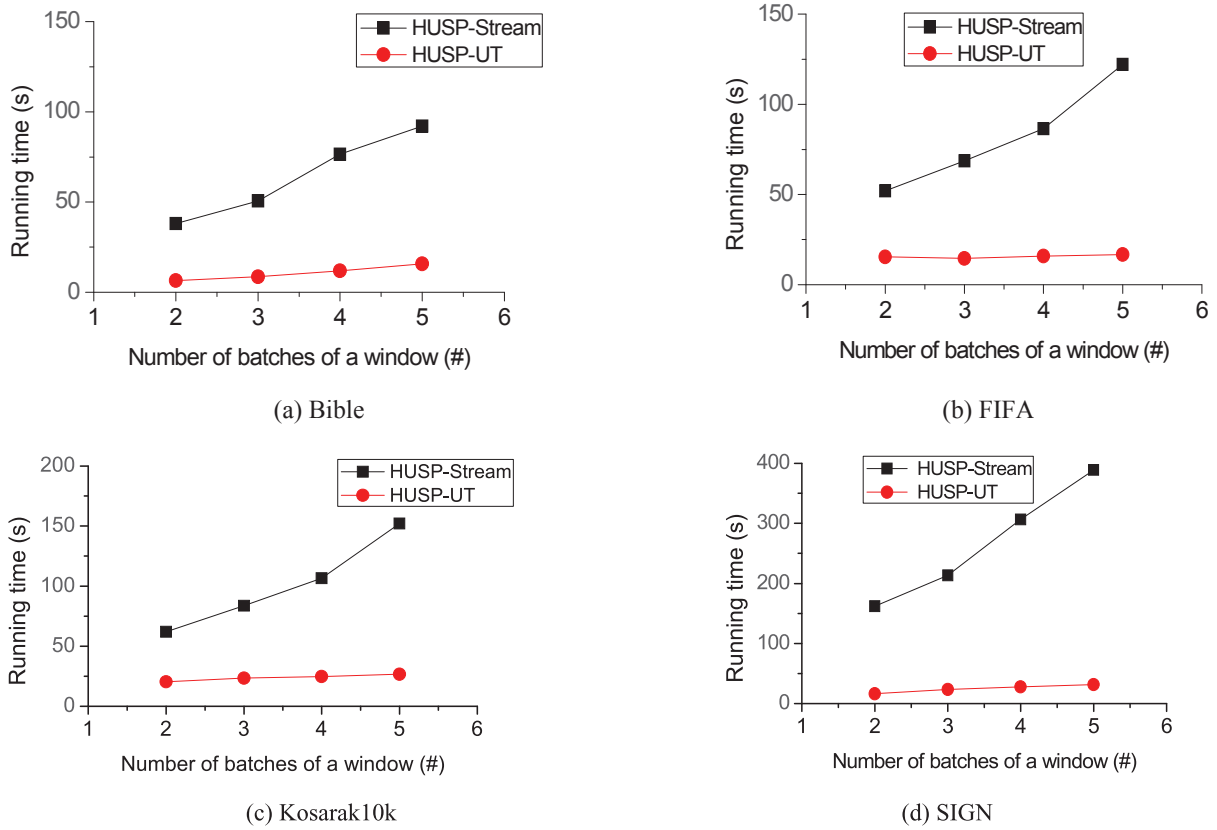 150
100
50
0
Running time (s)
HUSP-Stream
HUSP-UT
1 2 3 4 5 6
Number of batches of a window (#)
(a) Bible
150
100
50
0
Running time (s)
HUSP-Stream
HUSP-UT
1 2 3 4 5 6
Number of batches of a window (#)
(b) FIFA
200
150
100
50
0
Running time (s)
HUSP-Stream
HUSP-UT
1 2 3 4 5 6
Number of batches of a window (#)
(c) Kosarak10k
400
300
200
100
0
Running time (s)
HUSP-Stream
HUSP-UT
1 2 3 4 5 6
Number of batches of a window (#)
(d) SIGN